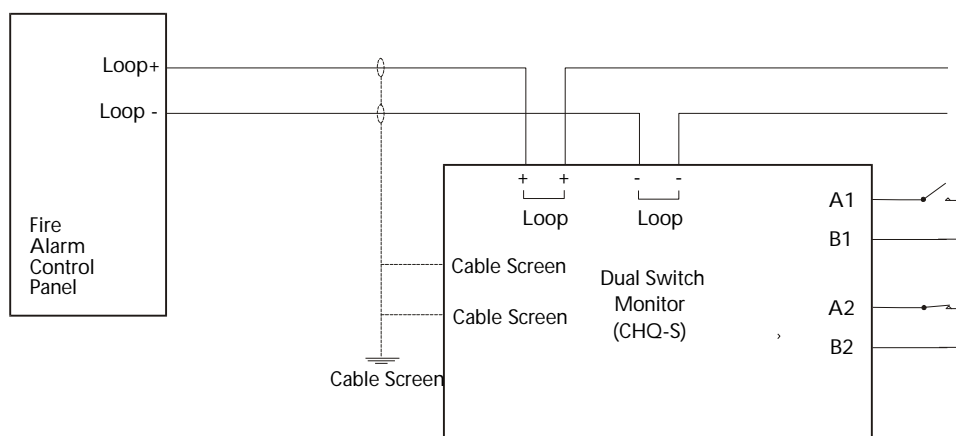 Loop+
Loop -
Fire
Alarm
Control
Panel
+ + - -
Loop Loop
A1
B1
Cable Screen
Dual Switch
Monitor
(CHQ-S)
Cable Screen
A2
B2
Cable Screen